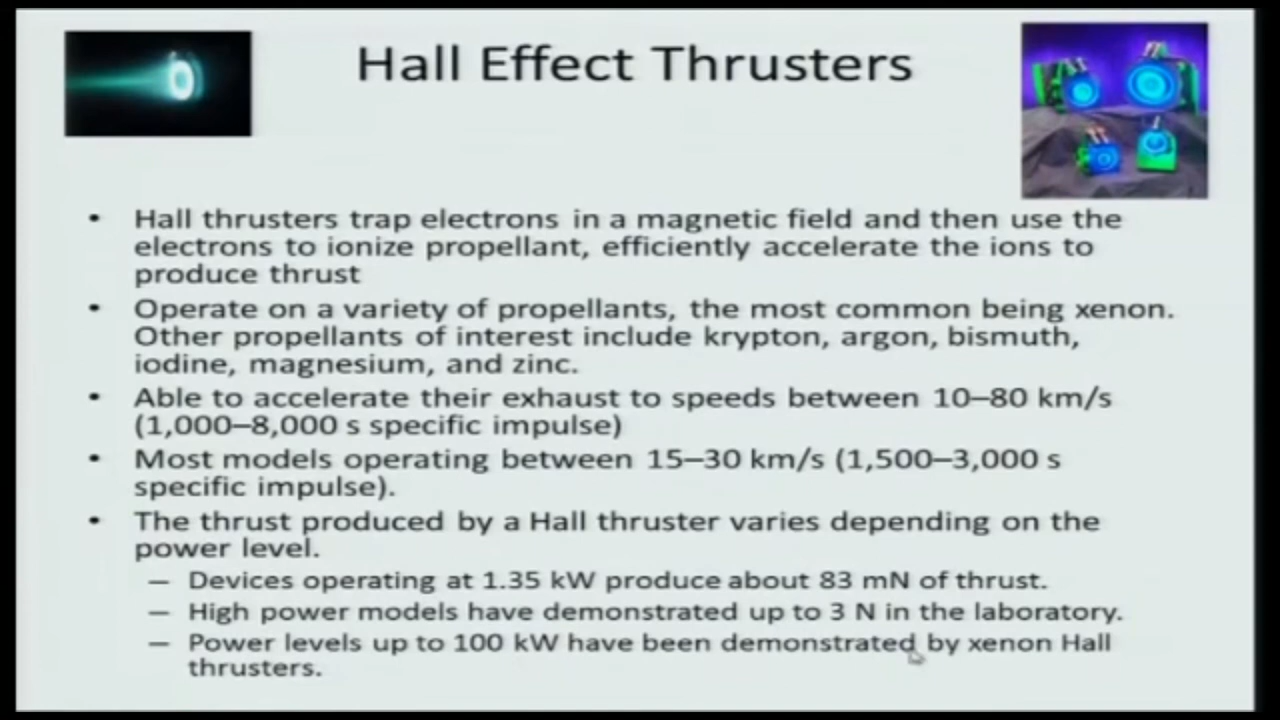 Hall Effect Thrusters
• Hall thrusters trap electrons in a magnetic field and then use the
electrons to ionize propellant, efficiently accelerate the ions to
produce thrust
• Operate on a variety of propellants, the most common being xenon.
Other propellants of interest include krypton, argon, bismuth,
iodine, magnesium, and zinc.
• Able to accelerate their exhaust to speeds between 10–80 km/s
(1,000–8,000 s specific impulse)
• Most models operating between 15–30 km/s (1,500–3,000 s
specific impulse).
• The thrust produced by a Hall thruster varies depending on the
power level.
– Devices operating at 1.35 kW produce about 83 mN of thrust.
– High power models have demonstrated up to 3 N in the laboratory.
– Power levels up to 100 kW have been demonstrated by xenon Hall
thrusters.